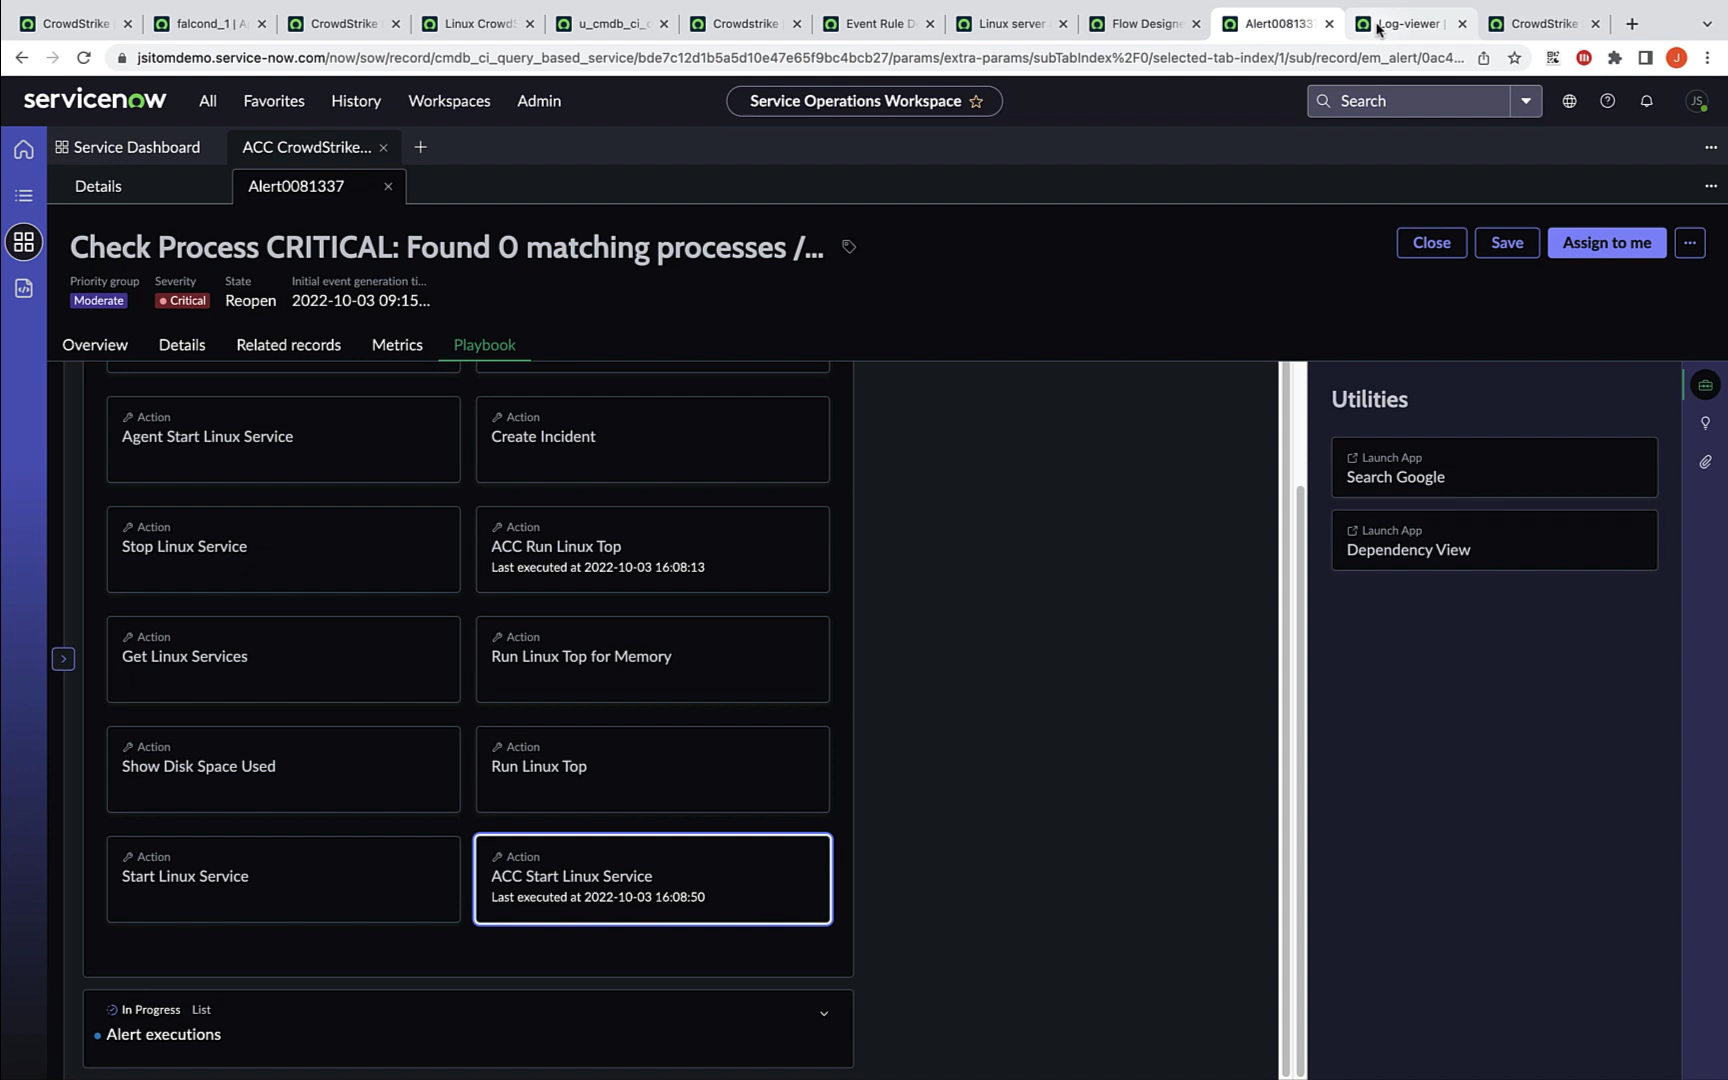 CrowdStrike
falcond_1 | A
CrowdStrike
Linux CrowdS
u_cmdb_ci_c
Crowdstrike
Event Rule D
Linux server
Flow Designe
Alert0081337
Log-viewer |
CrowdStrike
jsitomdemo.service-now.com/now/sow/record/cmdb_ci_query_based_service/bde7c12d1b5a5d10e47e65f9bc4bcb27/params/extra-params/subTabIndex%2F0/selected-tab-index/1/sub/record/em_alert/0ac4...
J
servicenow
All
Favorites
History
Workspaces
Admin
Service Operations Workspace
Search
JS
Service Dashboard
ACC CrowdStrike...
Details
Alert0081337
Check Process CRITICAL: Found 0 matching processes /...
Close
Save
Assign to me
Priority group
Severity
State
Initial event generation ti...
Moderate
Critical
Reopen
2022-10-03 09:15...
Overview
Details
Related records
Metrics
Playbook
Action
Agent Start Linux Service
Action
Create Incident
Action
Stop Linux Service
Action
ACC Run Linux Top
Last executed at 2022-10-03 16:08:13
Action
Get Linux Services
Action
Run Linux Top for Memory
Action
Show Disk Space Used
Action
Run Linux Top
Action
Start Linux Service
Action
ACC Start Linux Service
Last executed at 2022-10-03 16:08:50
In Progress
List
Alert executions
Utilities
Launch App
Search Google
Launch App
Dependency View